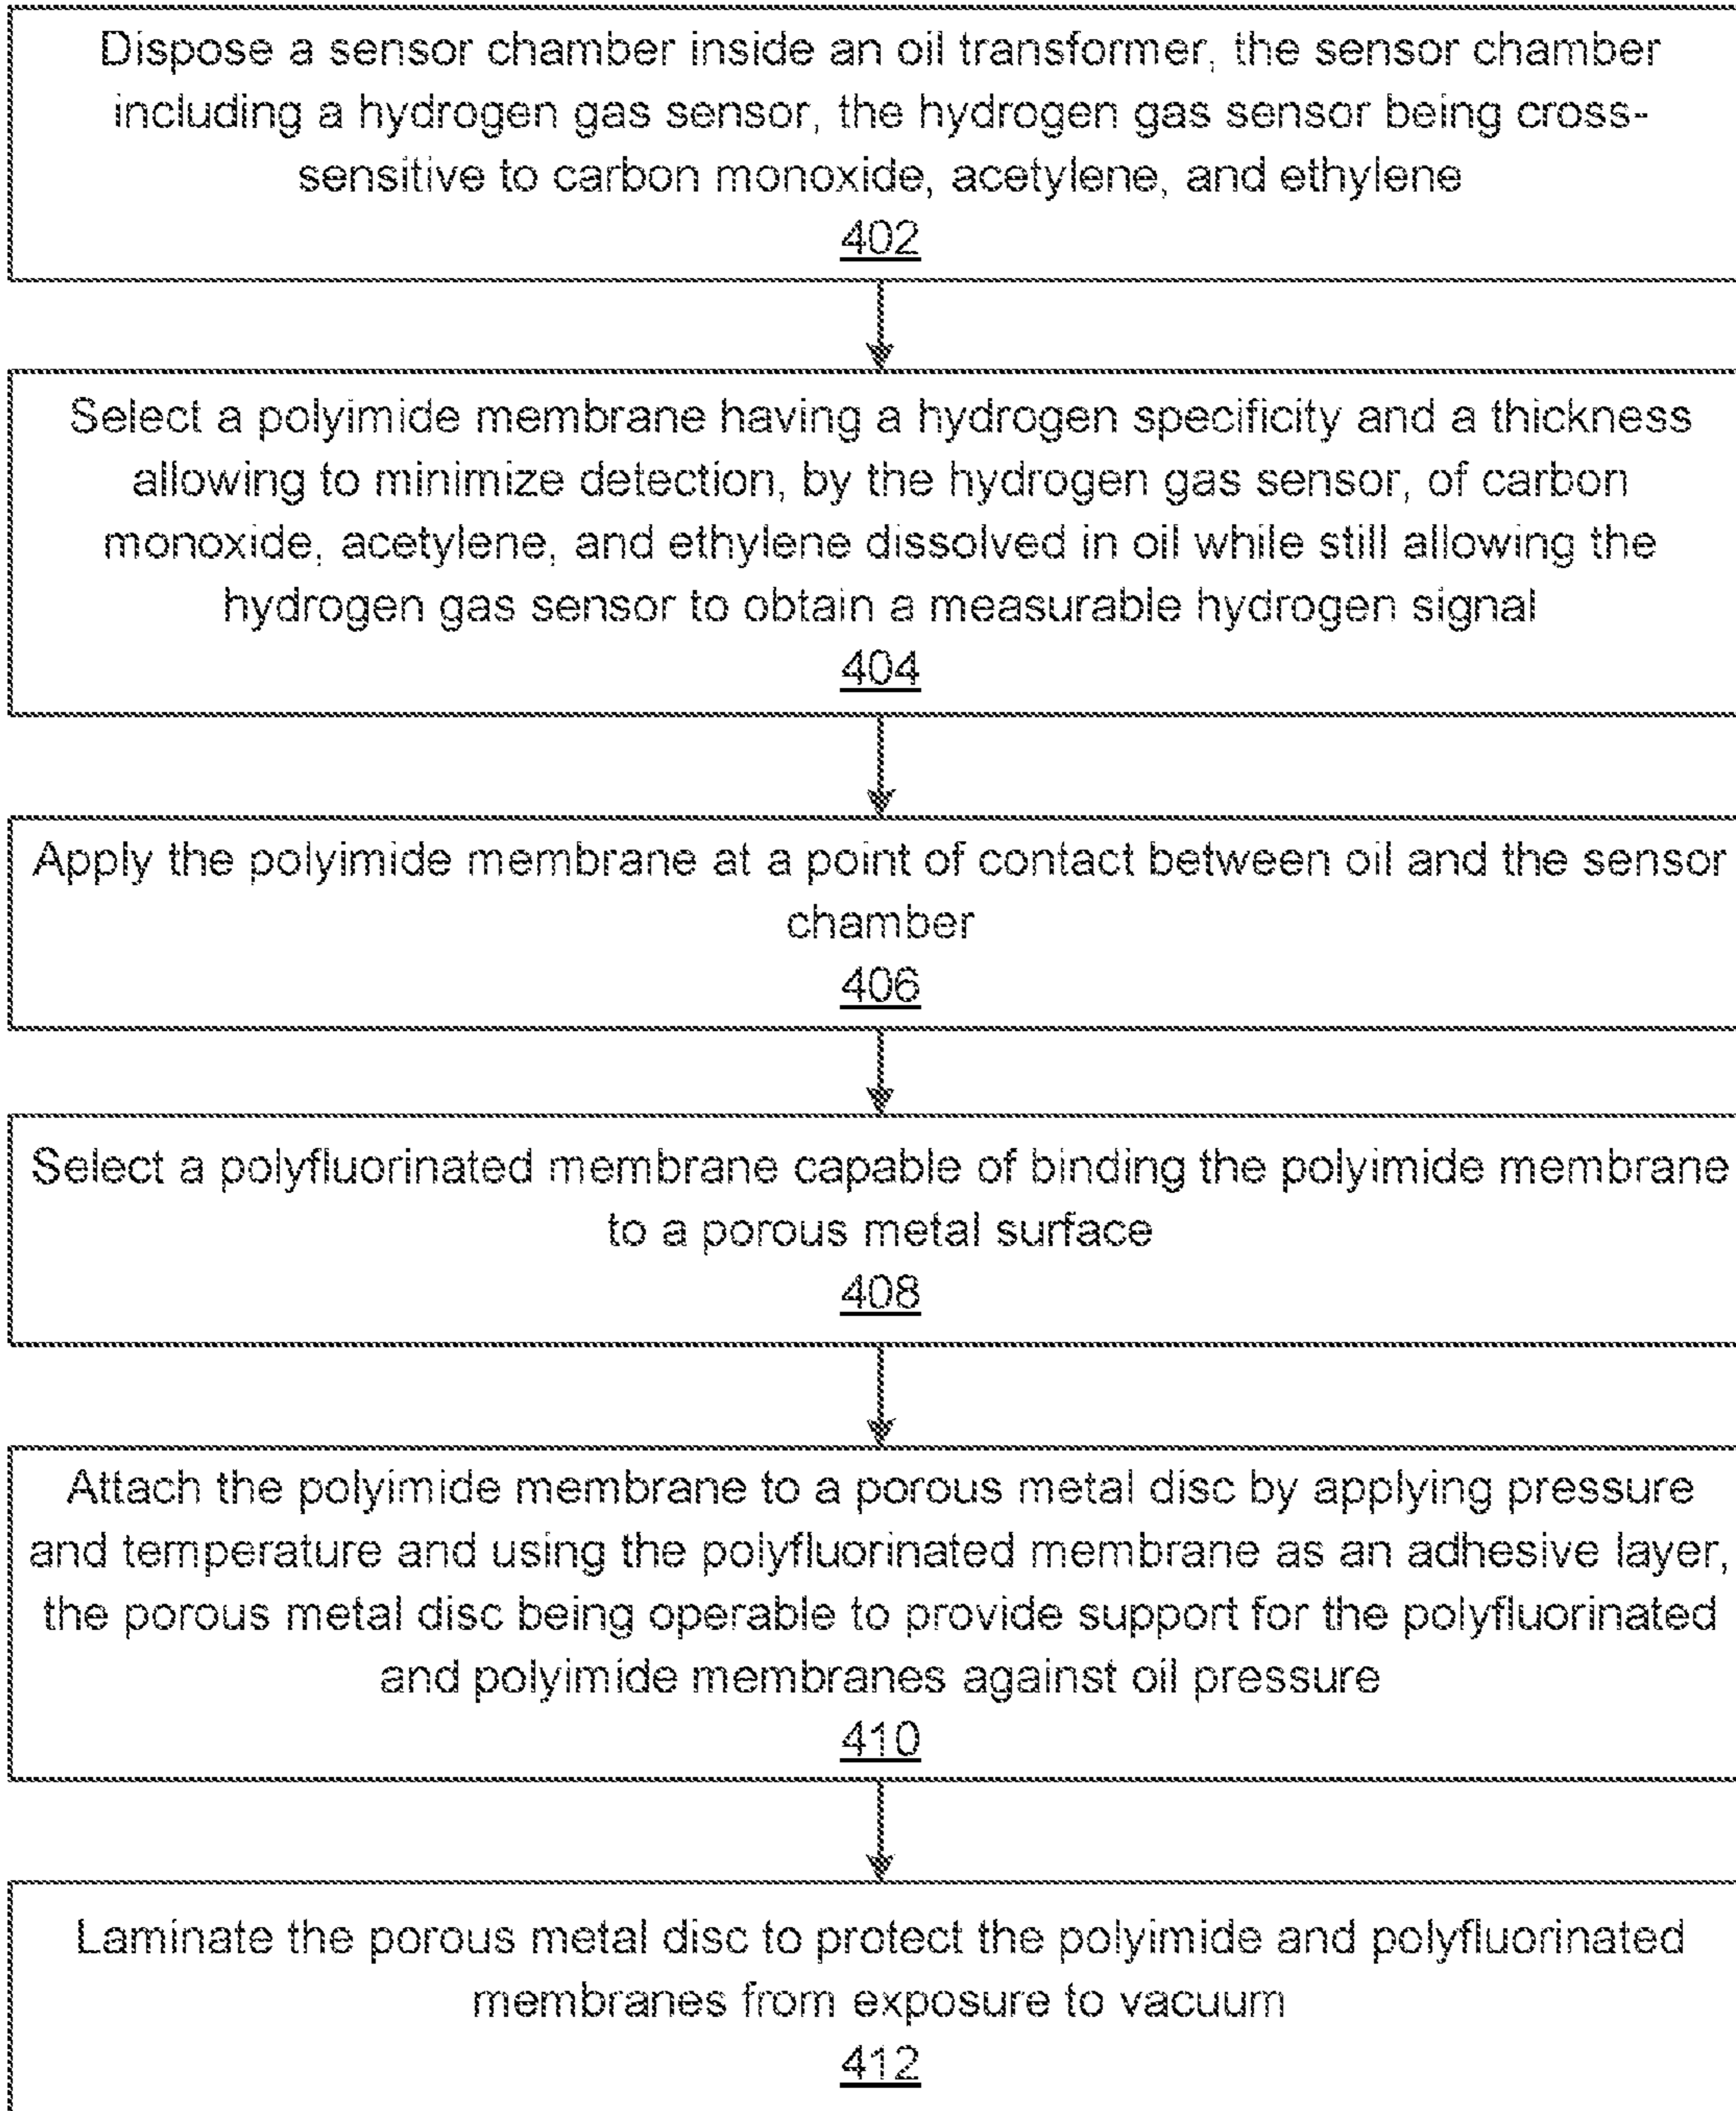 Dispose a sensor chamber inside an oil transformer, the sensor chamber
including a hydrogen gas sensor, the hydrogen gas sensor being cross-
sensitive to carbon monoxide, acetylene, and ethylene
402
Select a polyimide membrane having a hydrogen specificity and a thickness
allowing to minimize detection, by the hydrogen gas sensor, of carbon
monoxide, acetylene, and ethylene dissolved in oil while still allowing the
hydrogen gas sensor to obtain a measurable hydrogen signal
404
Apply the polyimide membrane at a point of contact between oil and the sensor
chamber
406
Select a polyfluorinated membrane capable of binding the polyimide membrane
to a porous metal surface
408
Attach the polyimide membrane to a porous metal disc by applying pressure
and temperature and using the polyfluorinated membrane as an adhesive layer,
the porous metal disc being operable to provide support for the polyfluorinated
and polyimide membranes against oil pressure
410
Laminate the porous metal disc to protect the polyimide and polyfluorinated
membranes from exposure to vacuum
412